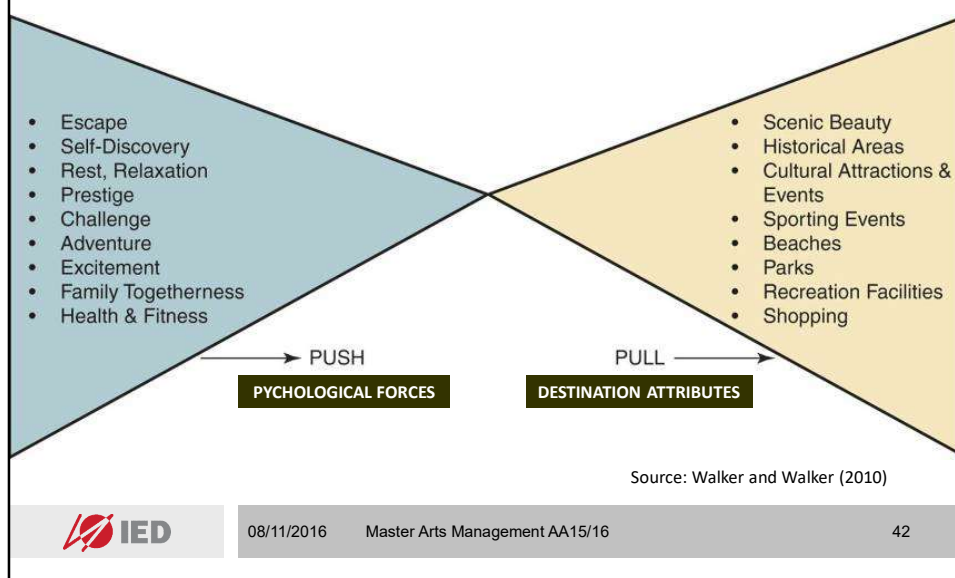 • Escape
• Self-Discovery
• Rest, Relaxation
• Prestige
• Challenge
• Adventure
• Excitement
• Family Togetherness
• Health & Fitness
• Scenic Beauty
• Historical Areas
• Cultural Attractions &
Events
• Sporting Events
• Beaches
• Parks
• Recreation Facilities
• Shopping
PUSH
PYCHOLOGICAL FORCES
PULL
DESTINATION ATTRIBUTES
Source: Walker and Walker (2010)
IED
08/11/2016 Master Arts Management AA15/16 42